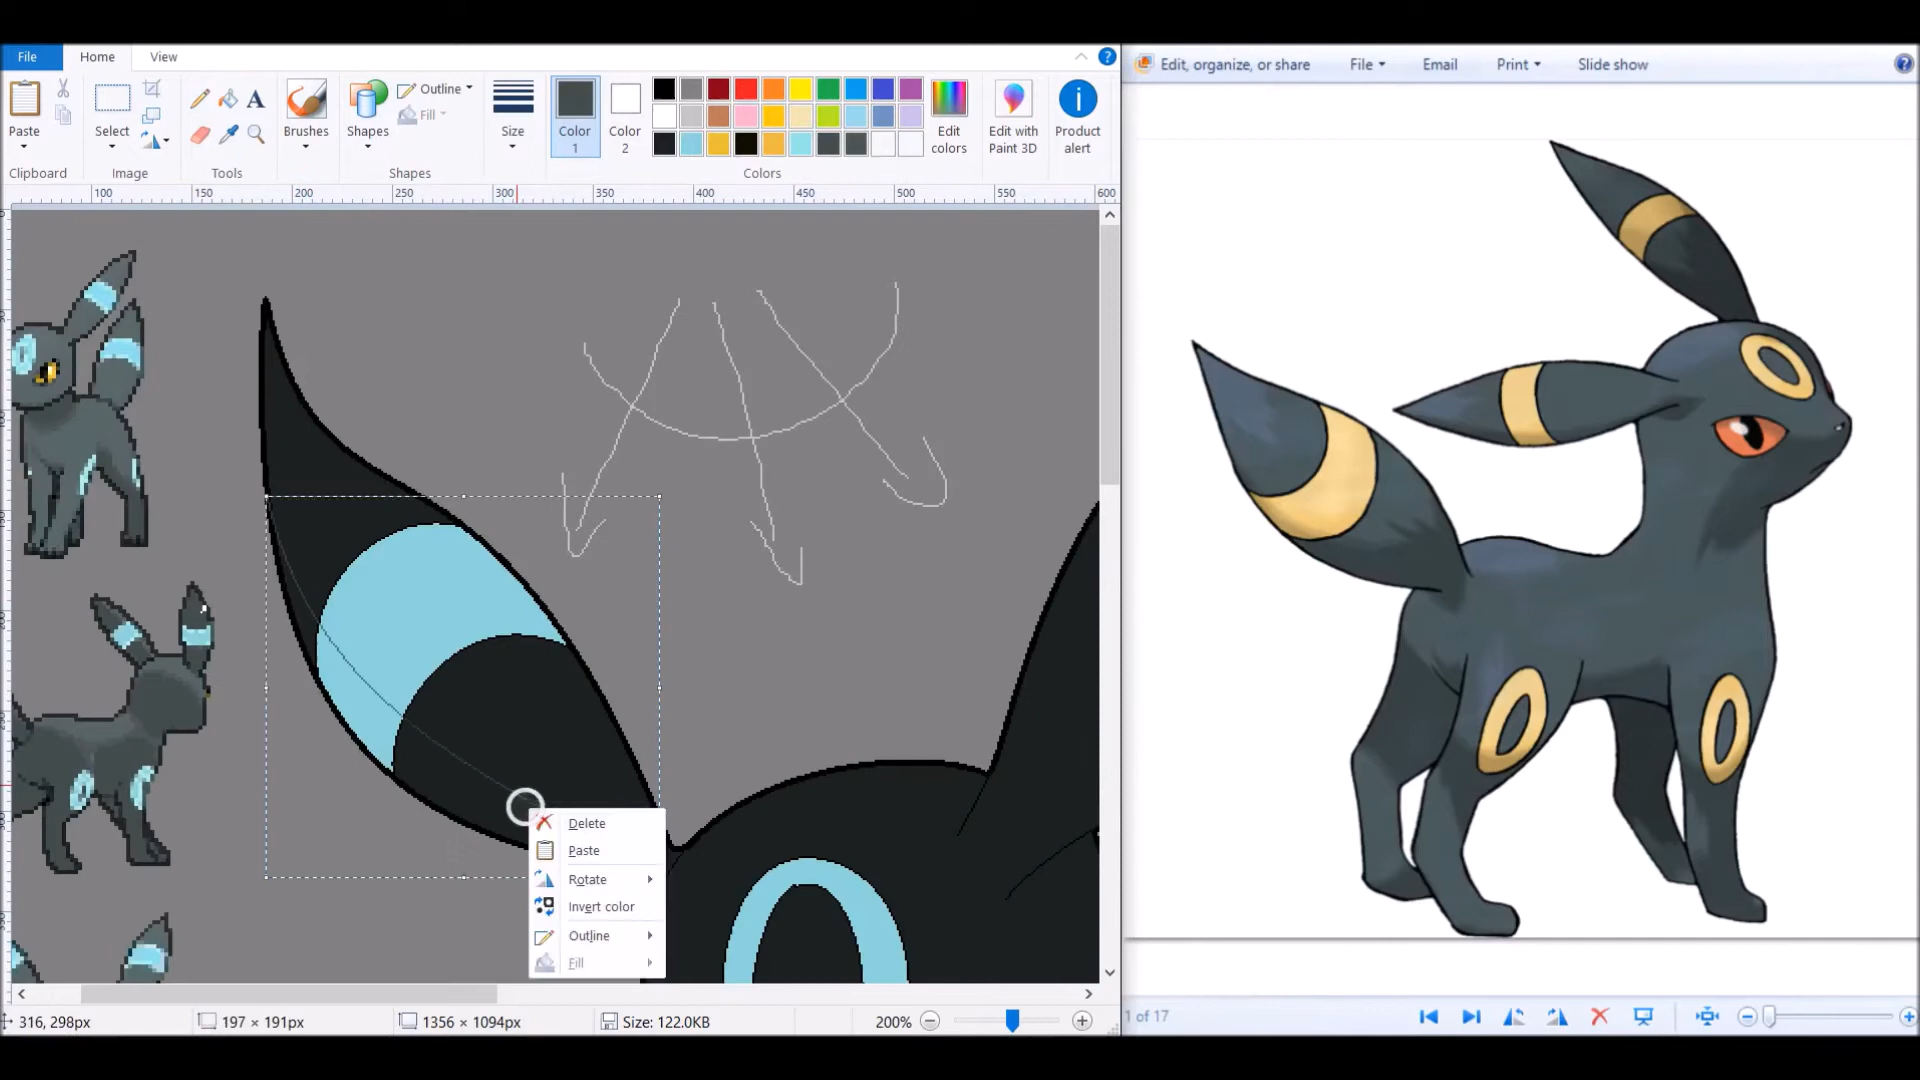 File Home View
Edit, organize, or share File Email Print Slide show
Paste
Select
Brushes
Shapes
Outline
Fill
Size
Color
1
Color
2
Edit
colors
Edit with
Paint 3D
Product
alert
Clipboard Image Tools Shapes Colors
100 150 200 250 300 350 400 450 500 550 600
Delete
Paste
Rotate
Invert color
Outline
Fill
316, 298px 197 × 191px 1356 × 1094px Size: 122.0KB 200%
1 of 17